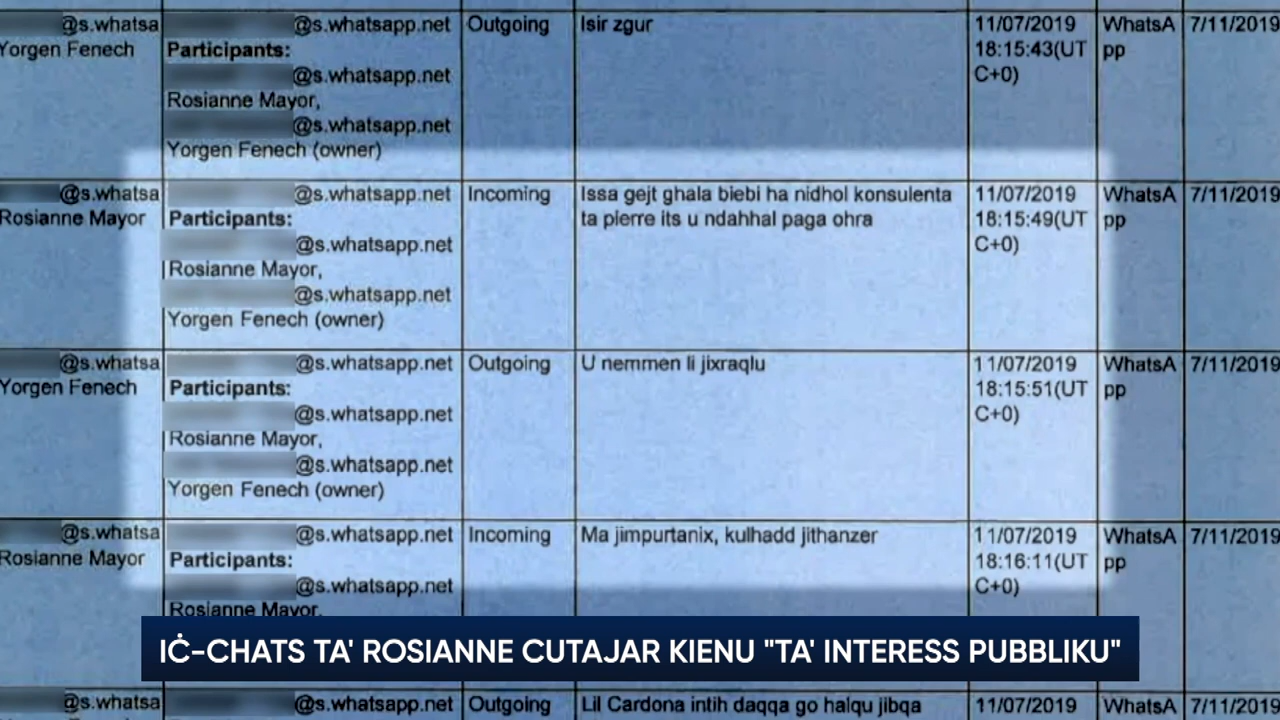 @s.whatsa @s.whatsapp.net Outgoing Isir zgur 11/07/2019 WhatsA 7/11/2019
Yorgen Fenech Participants: 18:15:43(UT pp
@s.whatsapp.net C+0)
Rosianne Mayor,
@s.whatsapp.net
Yorgen Fenech (owner)
@s.whatsa @s.whatsapp.net Incoming Issa gejt ghala biebi ha nidhol konsulenta 11/07/2019 WhatsA 7/11/2019
Rosianne Mayor Participants: ta pierre its u ndahhal paga ohra 18:15:49(UT pp
@s.whatsapp.net C+0)
Rosianne Mayor,
@s.whatsapp.net
Yorgen Fenech (owner)
@s.whatsa @s.whatsapp.net Outgoing U nemmen li jixraqlu 11/07/2019 WhatsA 7/11/2019
Yorgen Fenech Participants: 18:15:51(UT pp
@s.whatsapp.net C+0)
Rosianne Mayor,
@s.whatsapp.net
Yorgen Fenech (owner)
@s.whatsa @s.whatsapp.net Incoming Ma jimpurtanix, kulhadd jithanzer 11/07/2019 WhatsA 7/11/2019
Rosianne Mayor Participants: 18:16:11(UT pp
@s.whatsapp.net C+0)
Rosianne Mayor,
IĊ-CHATS TA' ROSIANNE CUTAJAR KIENU "TA' INTERESS PUBBLIKU"
@s.whatsa @s.whatsapp.net Outgoing Lil Cardona intih daqqa go halqu jibqa 11/07/2019 WhatsA 7/11/2019